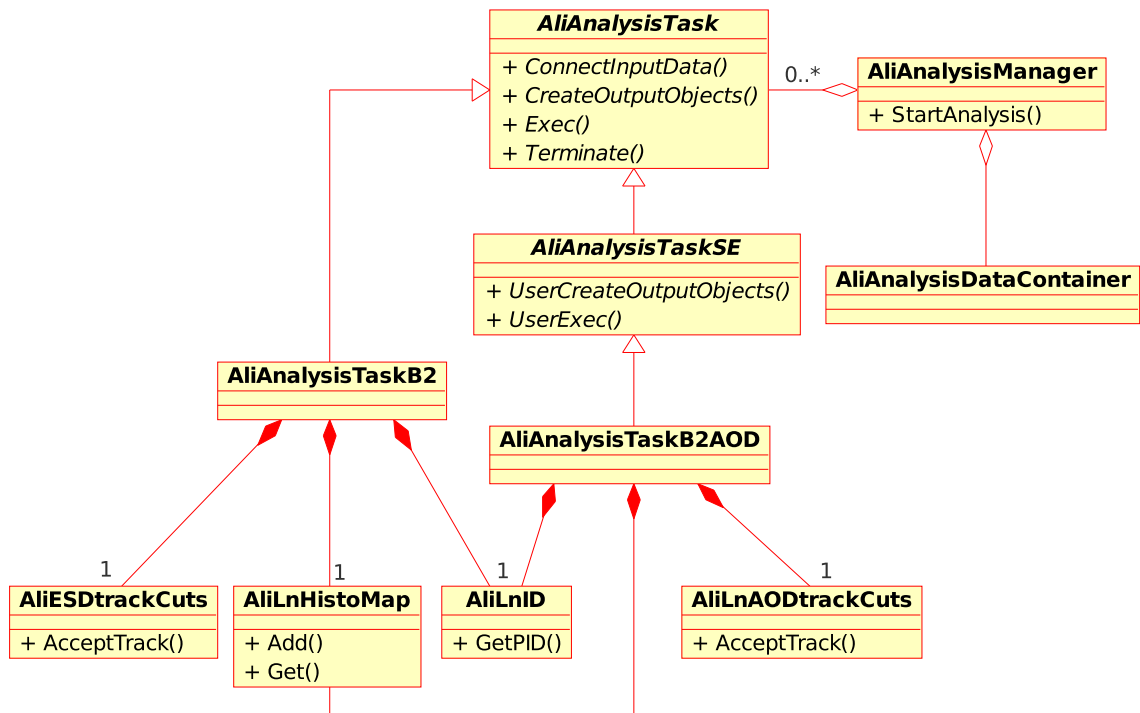 AliAnalysisTask
+ ConnectInputData()
+ CreateOutputObjects()
+ Exec()
+ Terminate()
0..*
AliAnalysisManager
+ StartAnalysis()
AliAnalysisTaskSE
+ UserCreateOutputObjects()
+ UserExec()
AliAnalysisDataContainer
AliAnalysisTaskB2
AliAnalysisTaskB2AOD
1
1
1
1
AliESDtrackCuts
+ AcceptTrack()
AliLnHistoMap
+ Add()
+ Get()
AliLnID
+ GetPID()
AliLnAODtrackCuts
+ AcceptTrack()